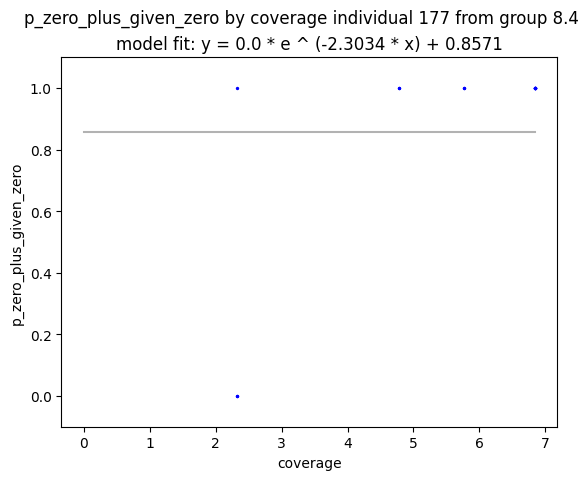 p_zero_plus_given_zero by coverage individual 177 from group 8.4
model fit: y = 0.0 * e ^ (-2.3034 * x) + 0.8571
1.0
0.8
0.6
0.4
0.2
0.0
p_zero_plus_given_zero
0 1 2 3 4 5 6 7
coverage